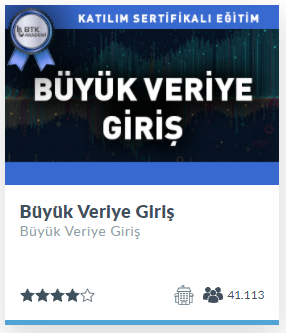 BTK
AKADEMİ
KATILIM SERTİFİKALI EĞİTİM
BÜYÜK VERİYE
GİRİŞ
Büyük Veriye Giriş
Büyük Veriye Giriş
41.113